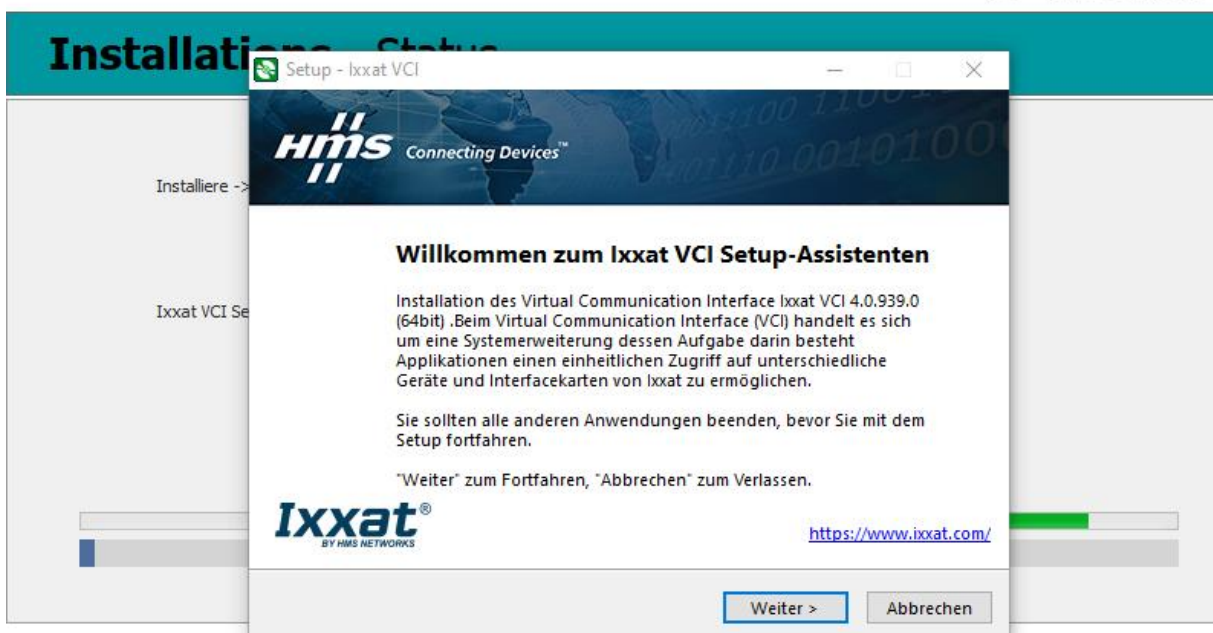 Installations - Status
Setup - Ixxat VCI
HMS Connecting Devices™
Installiere ->
Willkommen zum Ixxat VCI Setup-Assistenten
Installation des Virtual Communication Interface Ixxat VCI 4.0.939.0
(64bit) .Beim Virtual Communication Interface (VCI) handelt es sich
um eine Systemerweiterung dessen Aufgabe darin besteht
Applikationen einen einheitlichen Zugriff auf unterschiedliche
Geräte und Interfacekarten von Ixxat zu ermöglichen.
Ixxat VCI Se
Sie sollten alle anderen Anwendungen beenden, bevor Sie mit dem
Setup fortfahren.
"Weiter" zum Fortfahren, "Abbrechen" zum Verlassen.
Ixxat®
BY HMS NETWORKS
https://www.ixxat.com/
Weiter >
Abbrechen